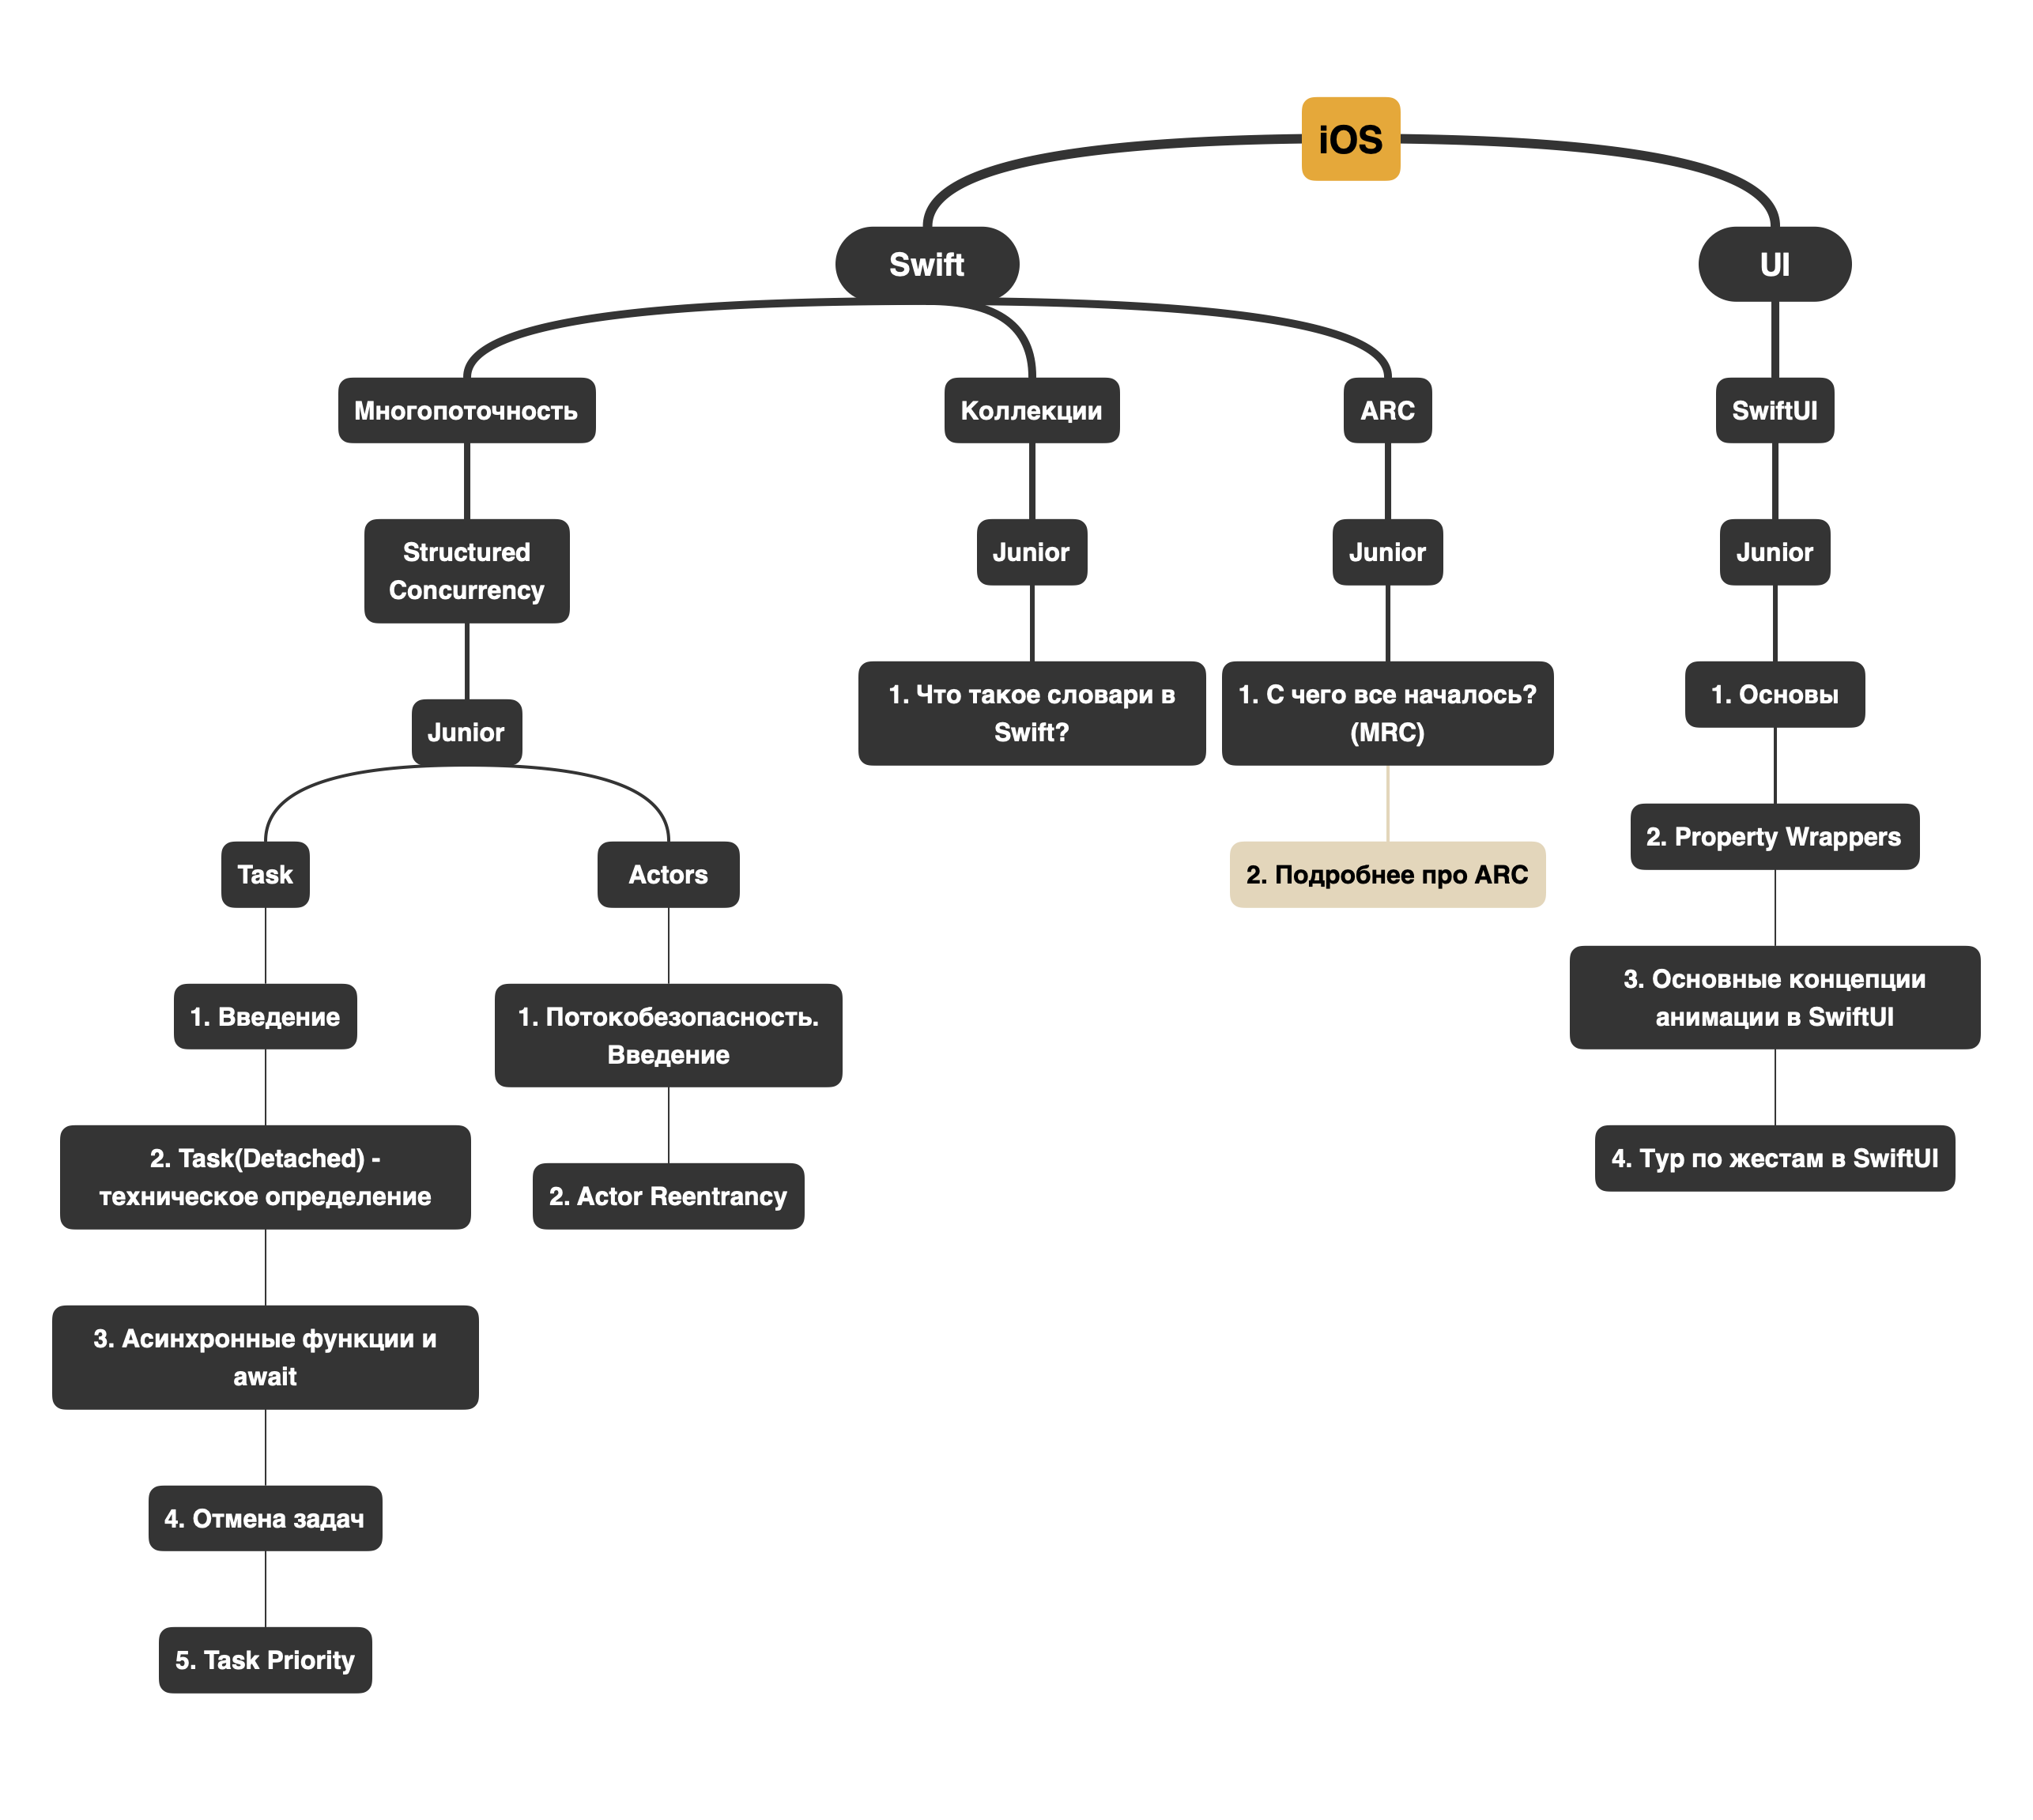 iOS
Swift
UI
Многопоточность
Коллекции
ARC
SwiftUI
Structured
Concurrency
Junior
Junior
Junior
Junior
1. Что такое словари в
Swift?
1. С чего все началось?
(MRC)
1. Основы
Task
Actors
2. Подробнее про ARC
2. Property Wrappers
1. Введение
1. Потокобезопасность.
Введение
3. Основные концепции
анимации в SwiftUI
2. Task(Detached) -
техническое определение
2. Actor Reentrancy
4. Тур по жестам в SwiftUI
3. Асинхронные функции и
await
4. Отмена задач
5. Task Priority